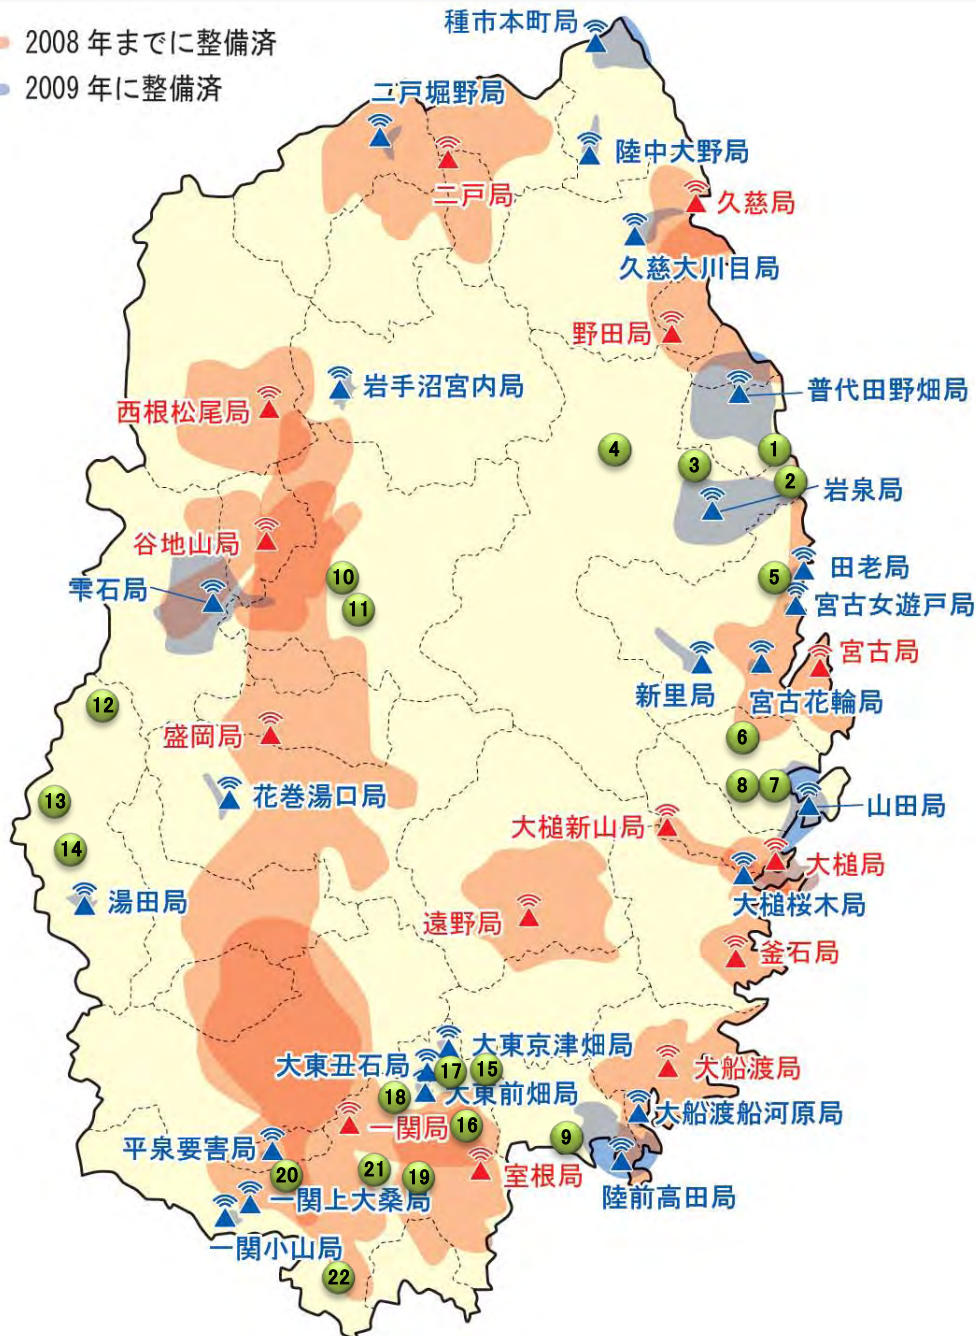 種市本町局
2008年までに整備済
2009年に整備済
二戸堀野局
陸中大野局
二戸局
久慈局
久慈大川目局
野田局
岩手沼宮内局
普代田野畑局
西根松尾局
1
4
3
2
岩泉局
谷地山局
田老局
10
5
雫石局
11
宮古女遊戸局
宮古局
新里局
宮古花輪局
12
盛岡局
6
花巻湯口局
8
7
13
山田局
大槌新山局
14
大槌局
湯田局
大槌桜木局
遠野局
釜石局
大東京津畑局
大東丑石局
17
15
大船渡局
大東前畑局
18
大船渡船河原局
一関局
16
9
平泉要害局
20
21
19
室根局
一関上大桑局
陸前高田局
一関小山局
22